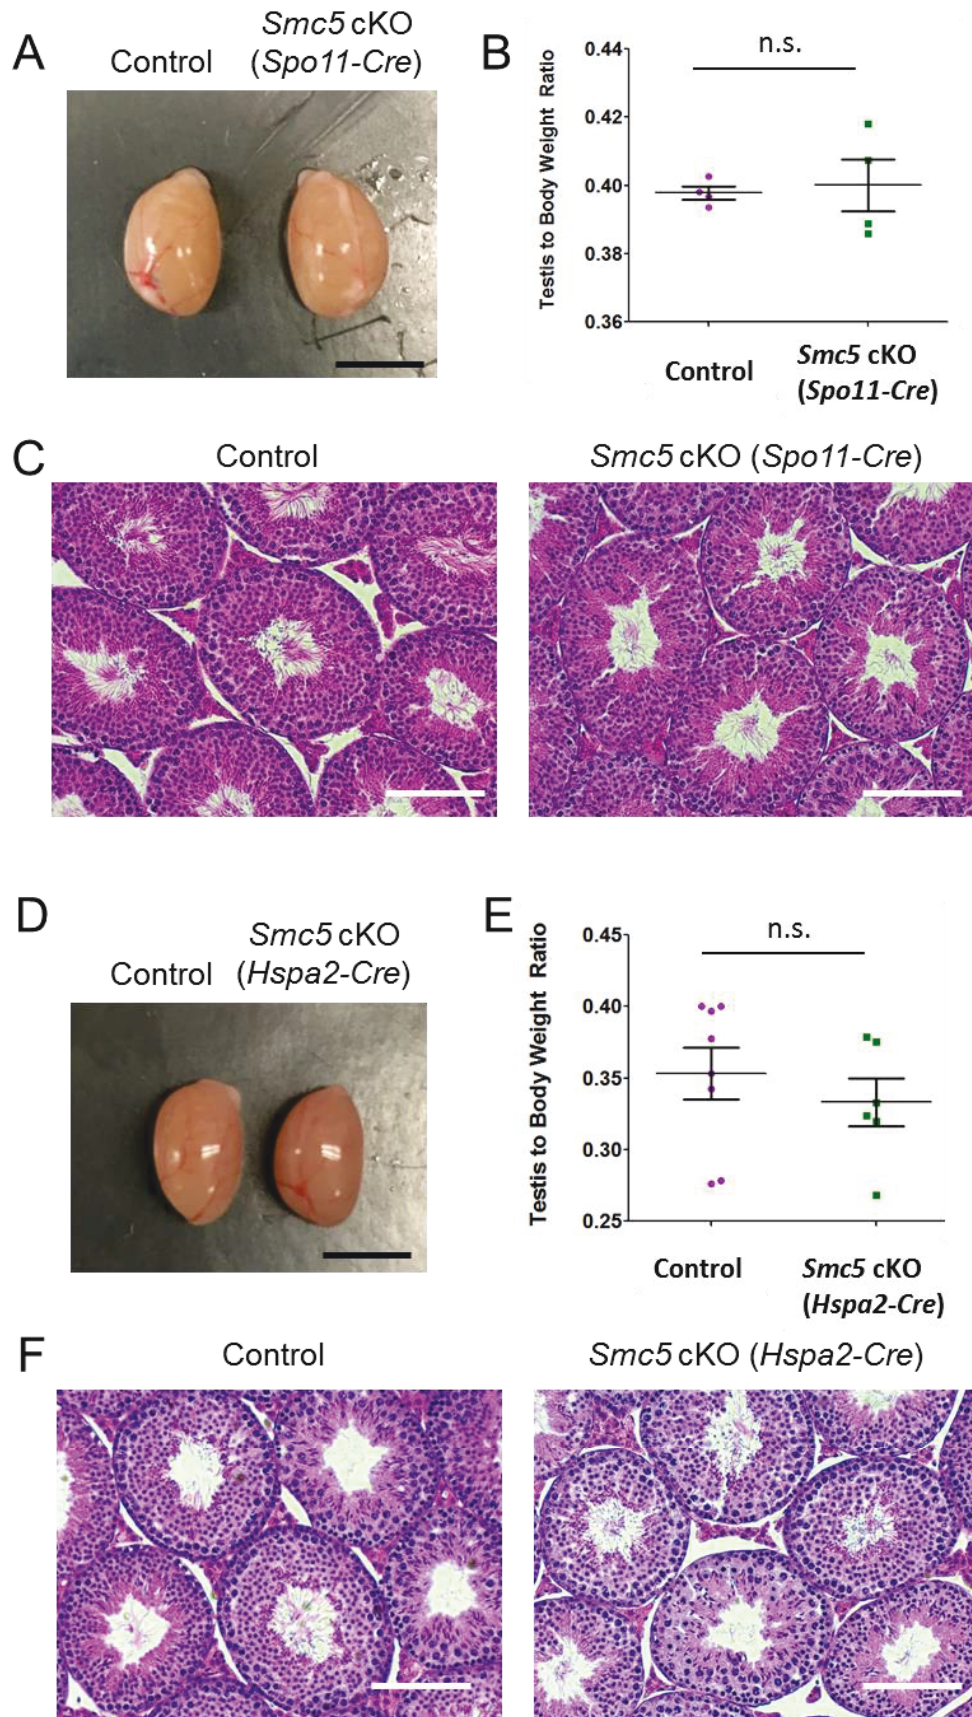 A
Control
Smc5 cKO
(Spo11-Cre)
B
n.s.
Testis to Body Weight Ratio
0.44
0.42
0.40
0.38
0.36
Control
Smc5 cKO
(Spo11-Cre)
C
Control
Smc5 cKO (Spo11-Cre)
D
Control
Smc5 cKO
(Hspa2-Cre)
E
n.s.
Testis to Body Weight Ratio
0.45
0.40
0.35
0.30
0.25
Control
Smc5 cKO
(Hspa2-Cre)
F
Control
Smc5 cKO (Hspa2-Cre)